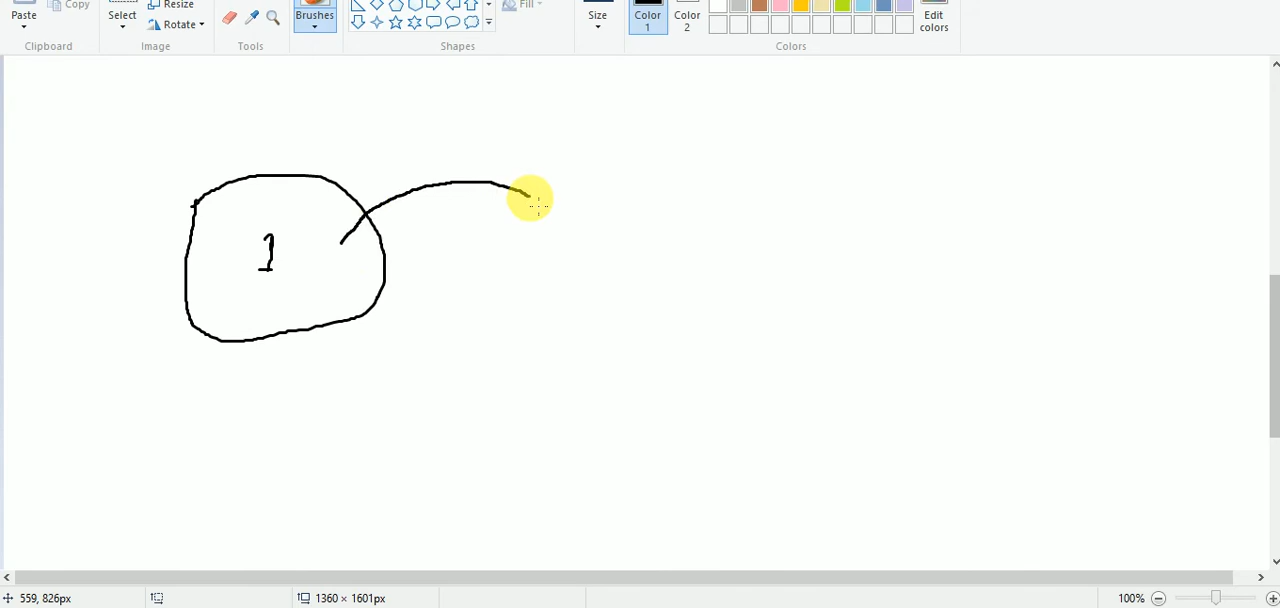 Paste
Copy
Select
Resize
Rotate
Brushes
Fill
Size
Color 1
Color 2
Edit colors
Clipboard
Image
Tools
Shapes
Colors
1
559, 826px
1360 × 1601px
100%